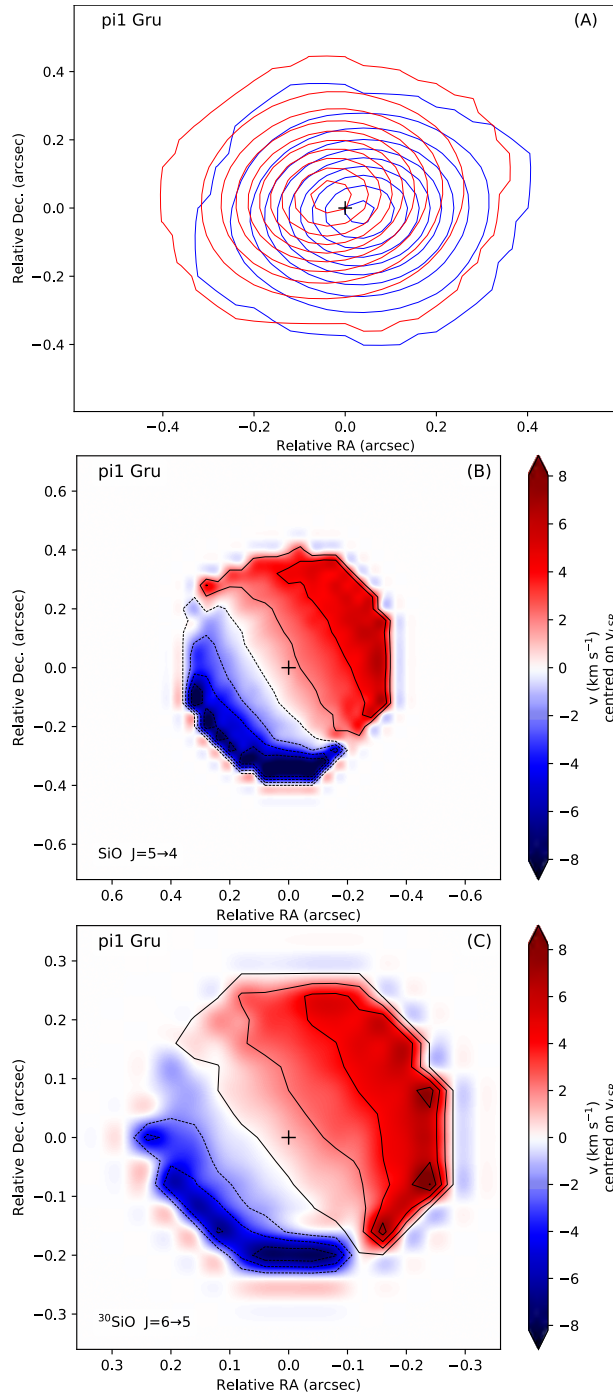 pi1 Gru (A)
0.4
0.2
0.0
−0.2
−0.4
Relative Dec. (arcsec)
−0.4 −0.2 0.0 0.2 0.4
Relative RA (arcsec)
pi1 Gru (B)
0.6
0.4
0.2
0.0
−0.2
−0.4
−0.6
Relative Dec. (arcsec)
SiO J=5→4
0.6 0.4 0.2 0.0 −0.2 −0.4 −0.6
Relative RA (arcsec)
8
6
4
2
0
−2
−4
−6
−8
v (km s⁻¹)
centred on v_LSR
pi1 Gru (C)
0.3
0.2
0.1
0.0
−0.1
−0.2
−0.3
Relative Dec. (arcsec)
³⁰SiO J=6→5
0.3 0.2 0.1 0.0 −0.1 −0.2 −0.3
Relative RA (arcsec)
8
6
4
2
0
−2
−4
−6
−8
v (km s⁻¹)
centred on v_LSR